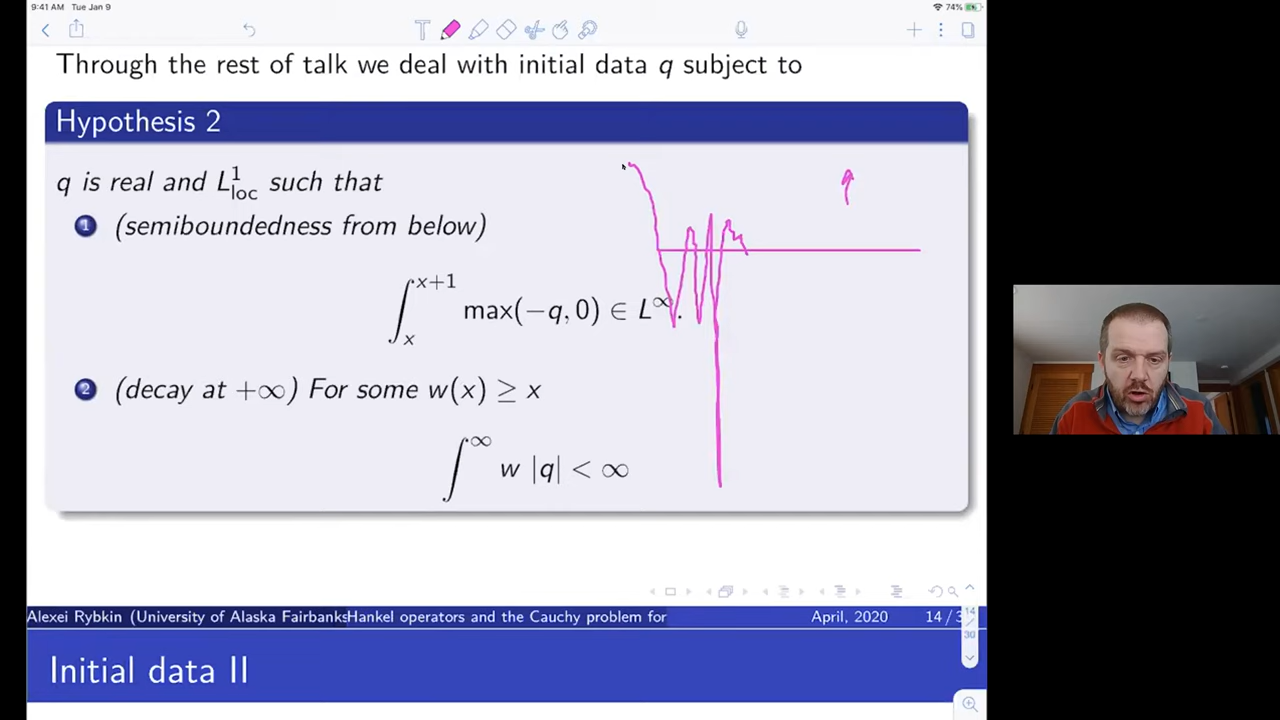 9:41 AM Tue Jan 9
74%
T
Through the rest of talk we deal with initial data q subject to
Hypothesis 2
q is real and L^1_loc such that
1 (semiboundedness from below)
∫_x^{x+1} max(−q, 0) ∈ L^∞.
2 (decay at +∞) For some w(x) ≥ x
∫^∞ w |q| < ∞
Alexei Rybkin (University of Alaska Fairbanks Hankel operators and the Cauchy problem for April, 2020 14 / 3
14
/
30
Initial data II